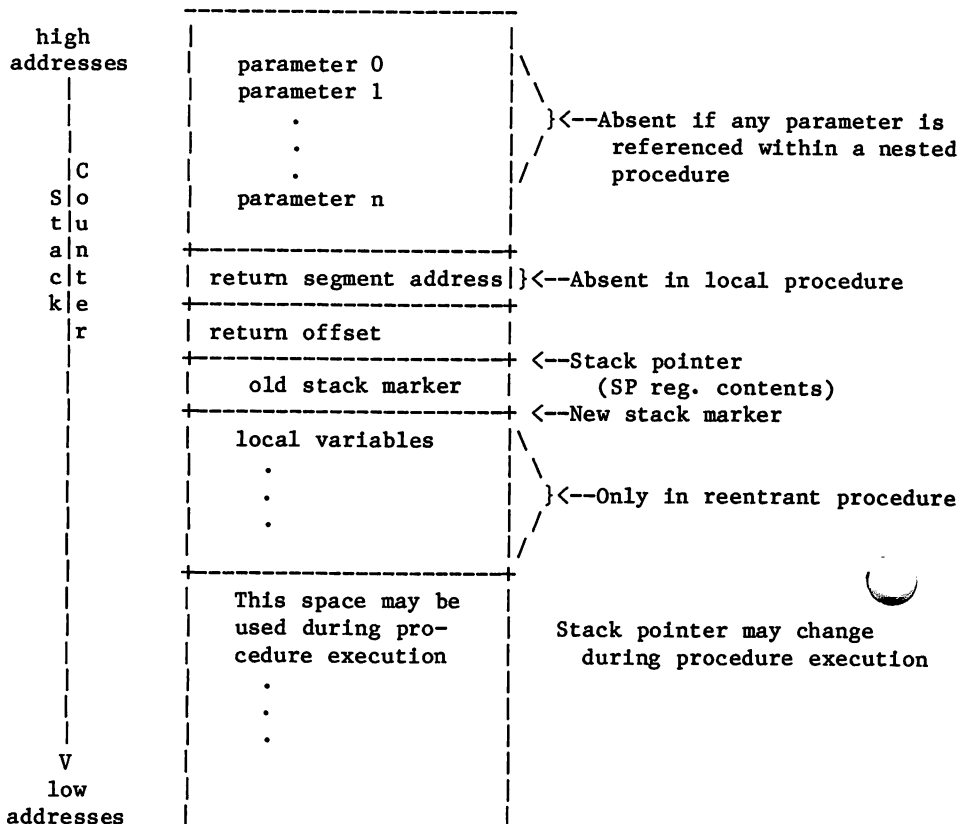 high
addresses
parameter 0
parameter 1
.
.
.
parameter n
}<--Absent if any parameter is
referenced within a nested
procedure
Stack
Counter
return segment address
}<--Absent in local procedure
return offset
<--Stack pointer
(SP reg. contents)
old stack marker
<--New stack marker
local variables
.
.
.
}<--Only in reentrant procedure
This space may be
used during pro-
cedure execution
.
.
.
Stack pointer may change
during procedure execution
V
low
addresses